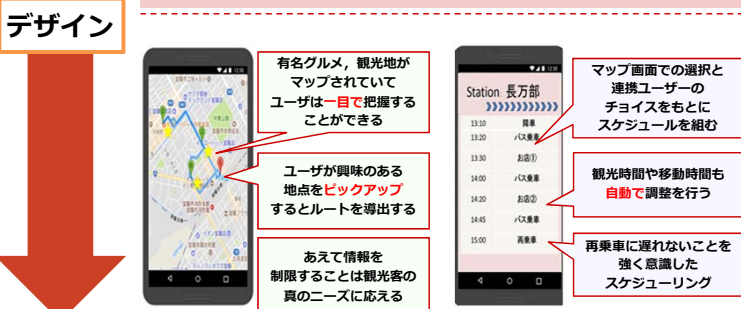 デザイン
有名グルメ，観光地が
マップされていて
ユーザは一目で把握する
ことができる
ユーザが興味のある
地点をピックアップ
するとルートを導出する
あえて情報を
制限することは観光客の
真のニーズに応える
12:30
Station: 長万部
13:10 降車
13:20 バス乗車
13:30 お店①
14:00 バス乗車
14:20 お店②
14:45 バス乗車
15:00 再乗車
マップ画面での選択と
連携ユーザーの
チョイスをもとに
スケジュールを組む
観光時間や移動時間も
自動で調整を行う
再乗車に遅れないことを
強く意識した
スケジューリング